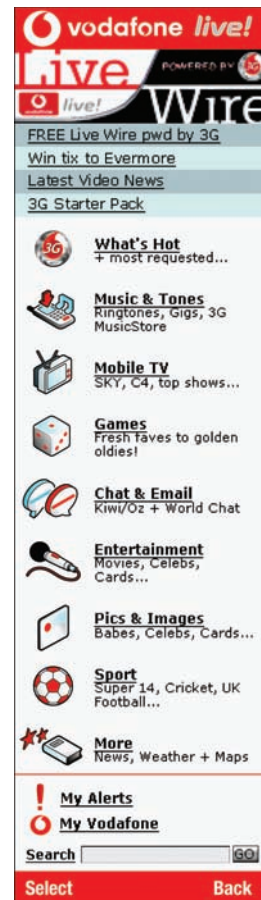 vodafone live!
Live
POWERED BY 3G
live!
Wire
FREE Live Wire pwd by 3G
Win tix to Evermore
Latest Video News
3G Starter Pack
3G
What's Hot
+ most requested...
Music & Tones
Ringtones, Gigs, 3G
MusicStore
Mobile TV
SKY, C4, top shows...
Games
Fresh faves to golden
oldies!
Chat & Email
Kiwi/Oz + World Chat
Entertainment
Movies, Celebs,
Cards...
Pics & Images
Babes, Celebs, Cards...
Sport
Super 14, Cricket, UK
Football...
More
News, Weather + Maps
My Alerts
My Vodafone
Search GO
Select Back